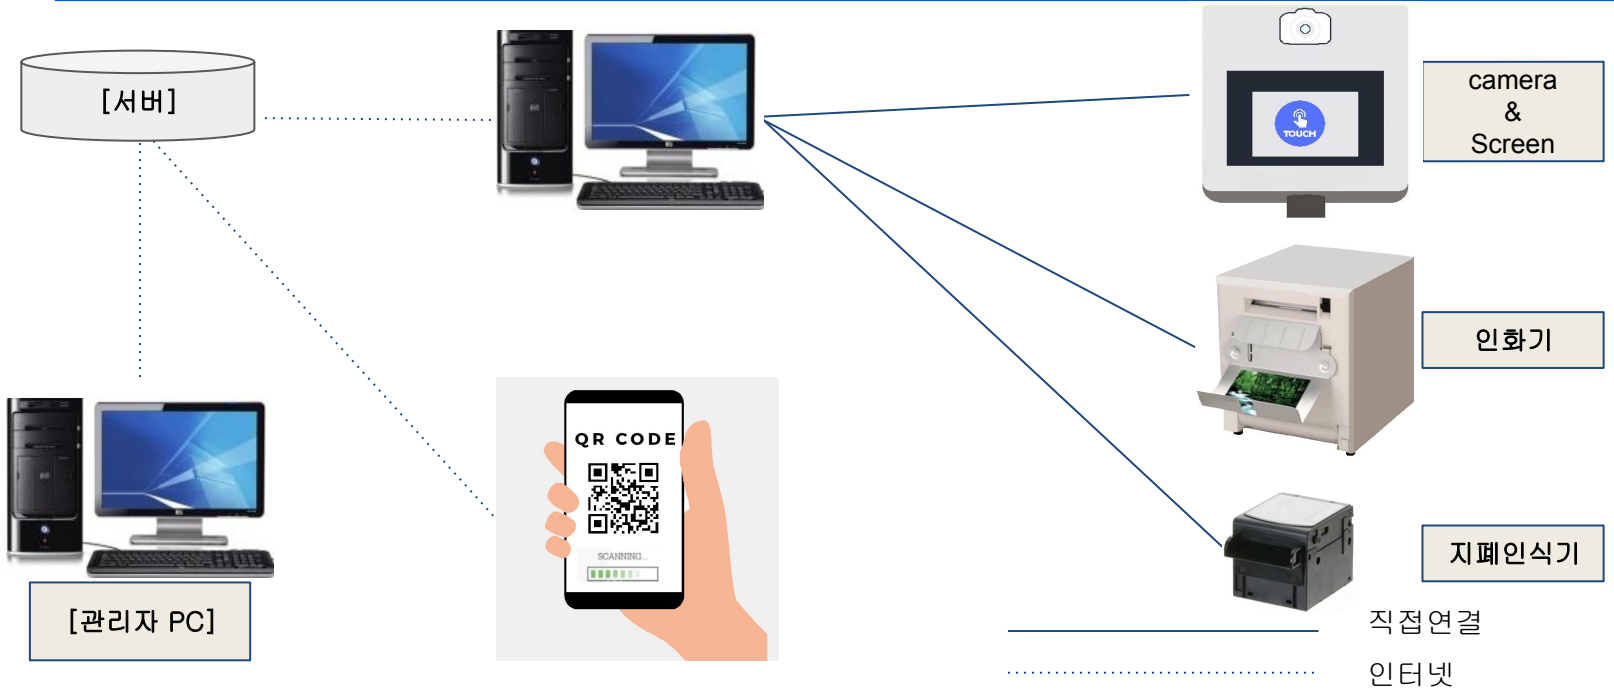 [서버]
TOUCH
camera
&
Screen
인화기
QR CODE
SCANNING...
지폐인식기
[관리자 PC]
직접연결
인터넷